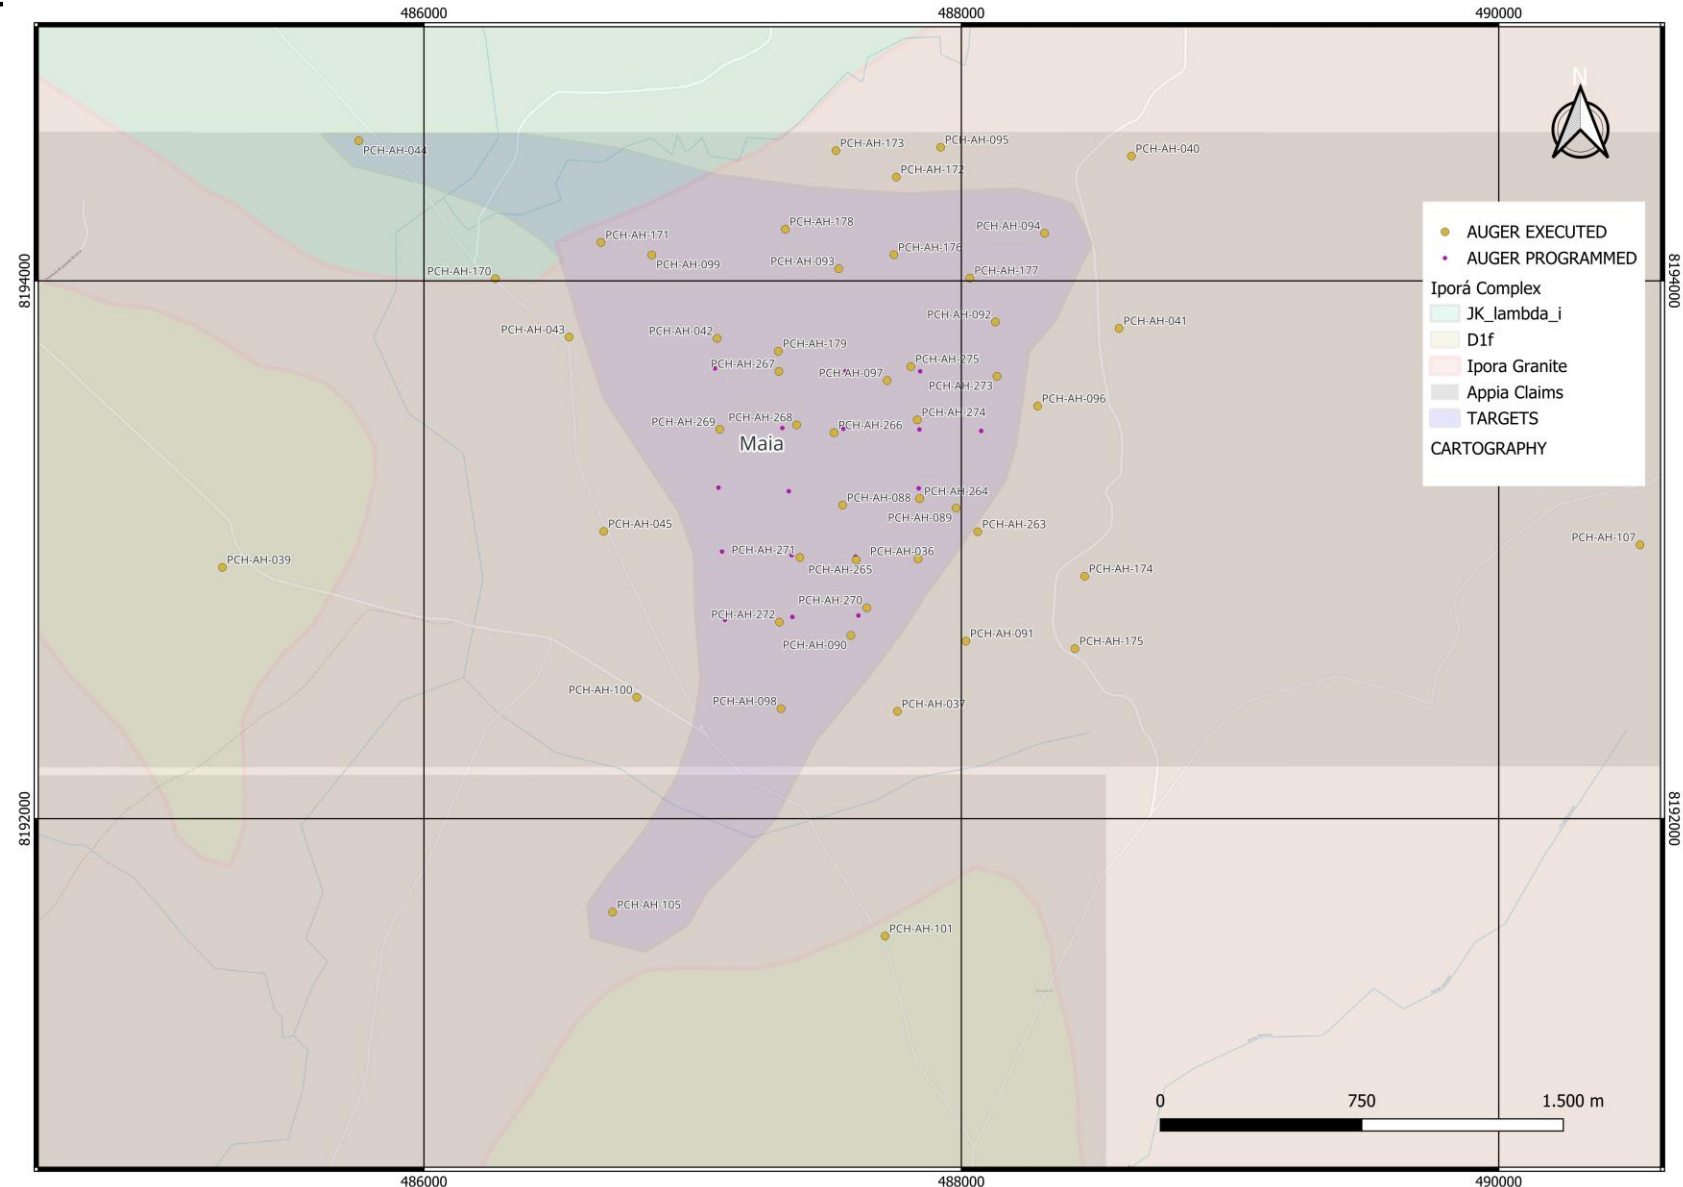 486000
488000
490000
N
PCH-AH-044
PCH-AH-173
PCH-AH-095
PCH-AH-040
PCH-AH-172
PCH-AH-178
PCH-AH-094
PCH-AH-171
PCH-AH-176
PCH-AH-099
PCH-AH-093
PCH-AH-170
PCH-AH-177
8194000
8194000
AUGER EXECUTED
AUGER PROGRAMMED
Iporá Complex
JK_lambda_i
D1f
Ipora Granite
Appia Claims
TARGETS
CARTOGRAPHY
PCH-AH-092
PCH-AH-041
PCH-AH-043
PCH-AH-042
PCH-AH-179
PCH-AH-275
PCH-AH-267
PCH-AH-097
PCH-AH-273
PCH-AH-096
PCH-AH-274
PCH-AH-268
PCH-AH-269
PCH-AH-266
Maia
PCH-AH-264
PCH-AH-088
PCH-AH-089
PCH-AH-045
PCH-AH-263
PCH-AH-107
PCH-AH-271
PCH-AH-036
PCH-AH-039
PCH-AH-265
PCH-AH-174
PCH-AH-270
PCH-AH-272
PCH-AH-091
PCH-AH-090
PCH-AH-175
PCH-AH-100
PCH-AH-098
PCH-AH-037
8192000
8192000
PCH-AH-105
PCH-AH-101
0 750 1.500 m
486000
488000
490000